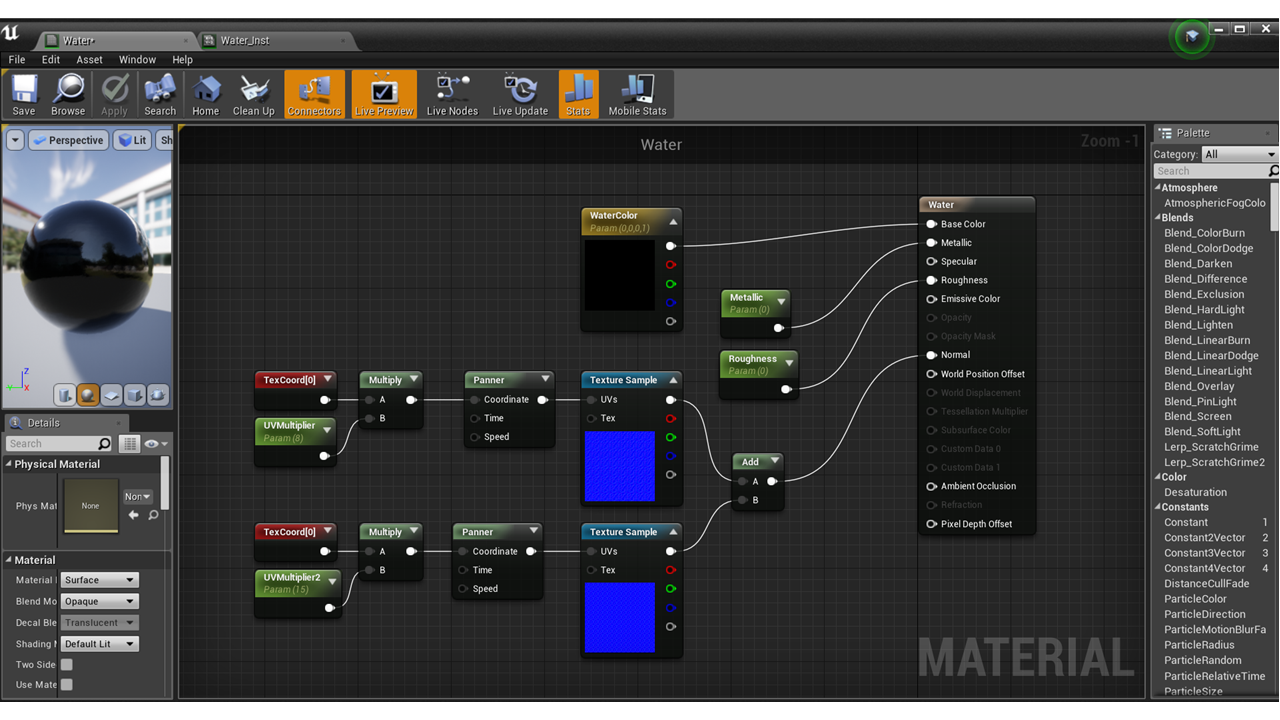 Water•
Water_Inst
File Edit Asset Window Help
Save Browse Apply Search Home Clean Up Connectors Live Preview Live Nodes Live Update Stats Mobile Stats
Perspective Lit Sh
Z
Y X
Details
Search
Physical Material
Phys Mat
None
Non
Material
Material Surface
Blend Mo Opaque
Decal Ble Translucent
Shading M Default Lit
Two Side
Use Mate
Water
Zoom -1
WaterColor
Param (0,0,0,1)
Metallic
Param (0)
Roughness
Param (0)
TexCoord[0]
UVMultiplier
Param (8)
Multiply
A
B
Panner
Coordinate
Time
Speed
Texture Sample
UVs
Tex
Add
A
B
TexCoord[0]
UVMultiplier2
Param (15)
Multiply
A
B
Panner
Coordinate
Time
Speed
Texture Sample
UVs
Tex
Water
Base Color
Metallic
Specular
Roughness
Emissive Color
Opacity
Opacity Mask
Normal
World Position Offset
World Displacement
Tessellation Multiplier
Subsurface Color
Custom Data 0
Custom Data 1
Ambient Occlusion
Refraction
Pixel Depth Offset
MATERIAL
Palette
Category: All
Search
Atmosphere
AtmosphericFogColo
Blends
Blend_ColorBurn
Blend_ColorDodge
Blend_Darken
Blend_Difference
Blend_Exclusion
Blend_HardLight
Blend_Lighten
Blend_LinearBurn
Blend_LinearDodge
Blend_LinearLight
Blend_Overlay
Blend_PinLight
Blend_Screen
Blend_SoftLight
Lerp_ScratchGrime
Lerp_ScratchGrime2
Color
Desaturation
Constants
Constant 1
Constant2Vector 2
Constant3Vector 3
Constant4Vector 4
DistanceCullFade
ParticleColor
ParticleDirection
ParticleMotionBlurFa
ParticleRadius
ParticleRandom
ParticleRelativeTime
ParticleSize